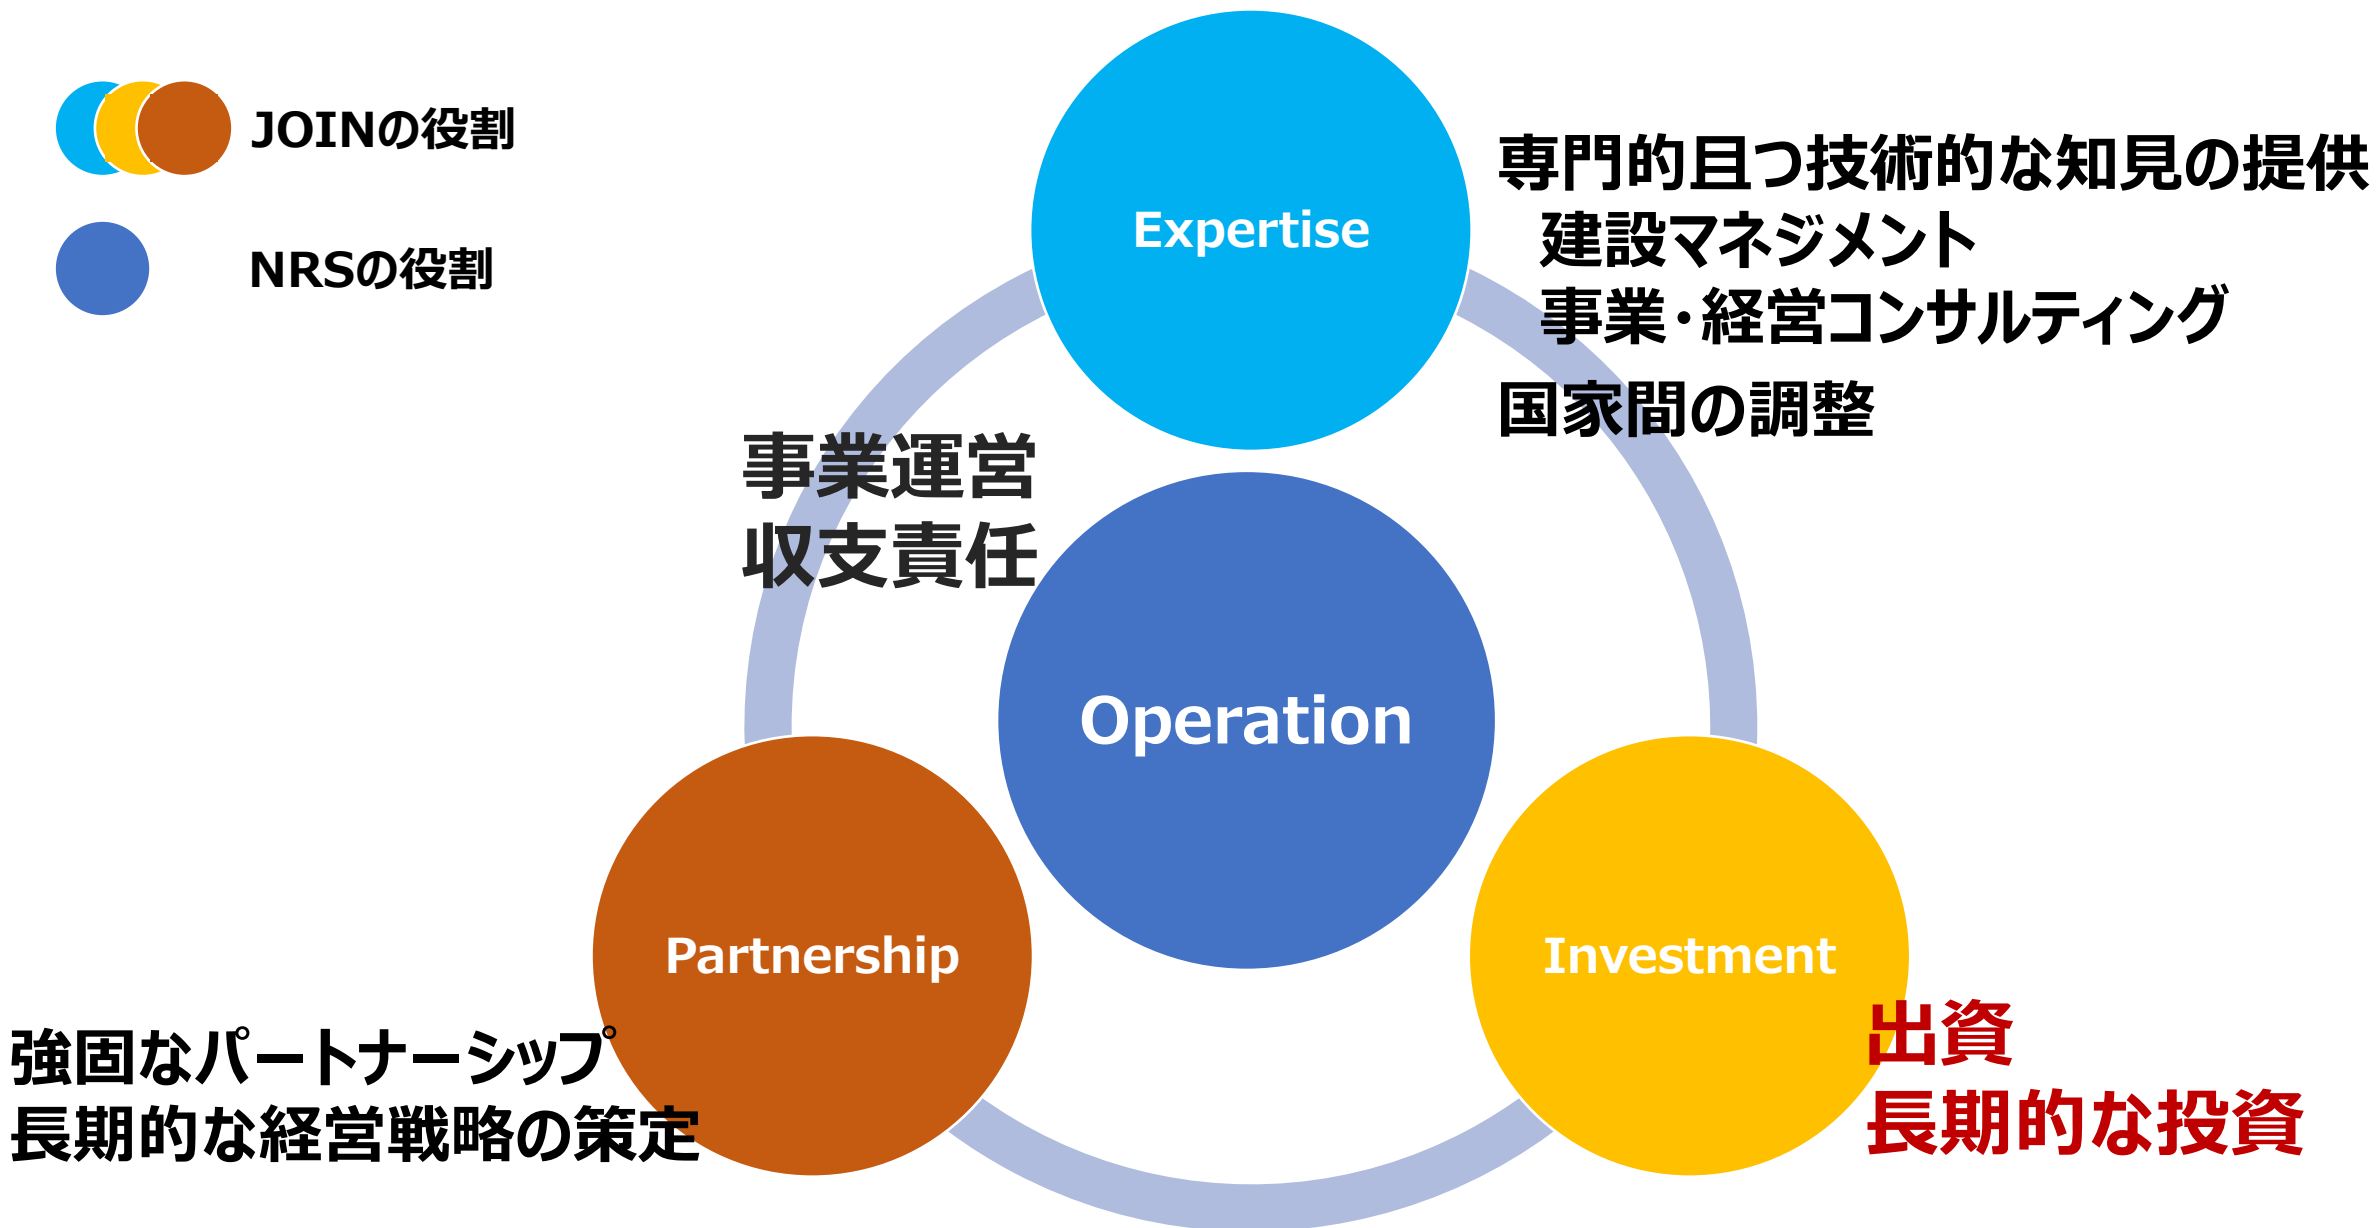 JOINの役割
NRSの役割
Expertise
専門的且つ技術的な知見の提供
建設マネジメント
事業・経営コンサルティング
国家間の調整
事業運営
収支責任
Operation
Partnership
Investment
強固なパートナーシップ
長期的な経営戦略の策定
出資
長期的な投資